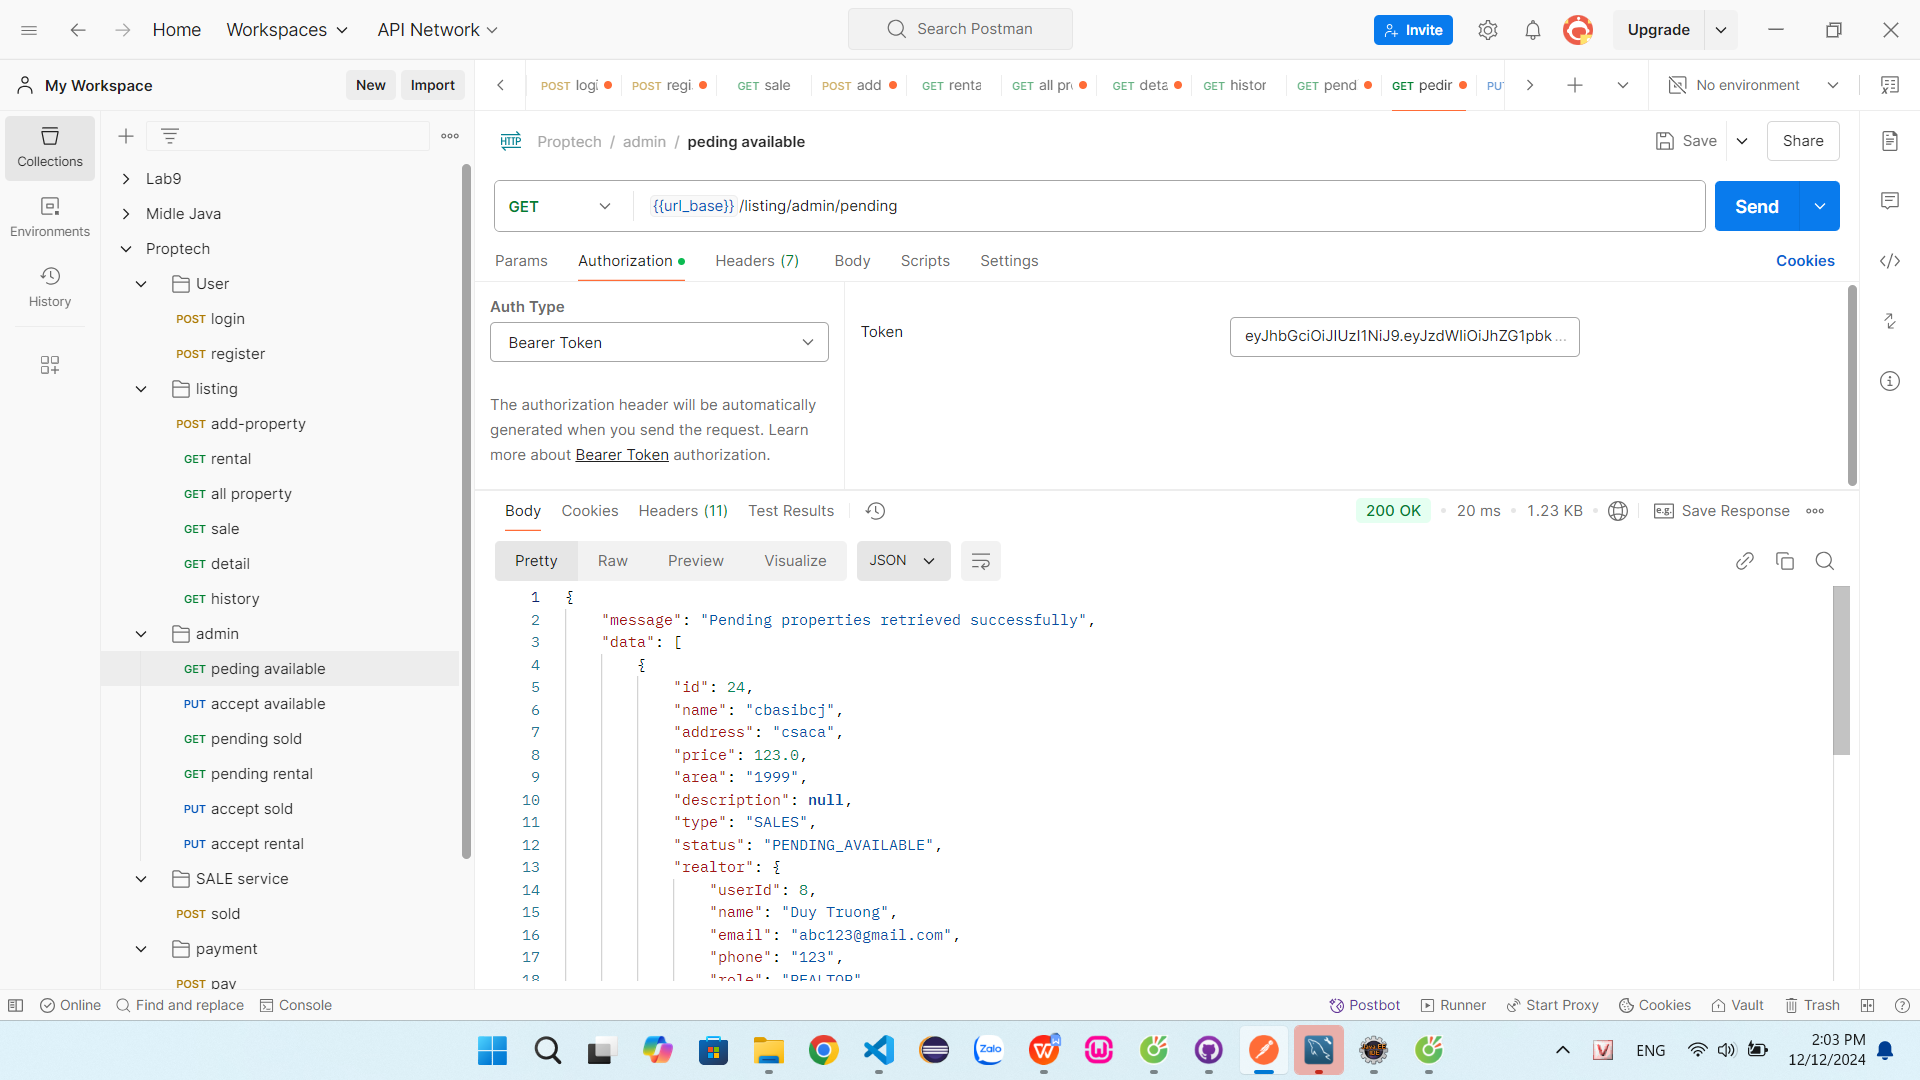 Home
Workspaces
API Network
Search Postman
Invite
Upgrade
My Workspace
New
Import
POST
POST regi
GET sale
POST add
GET renta
GET all pr
GET deta
GET histor
GET pend
GET pedir
PU
No environment
Collections
Environments
History
Lab9
Midle Java
Proptech
User
POST login
POST register
listing
POST add-property
GET rental
GET all property
GET sale
GET detail
GET history
admin
GET peding available
PUT accept available
GET pending sold
GET pending rental
PUT accept sold
PUT accept rental
SALE service
POST sold
payment
POST pay
HTTP
Proptech / admin / peding available
Save
Share
GET
{{url_base}} /listing/admin/pending
Send
Params
Authorization
Headers (7)
Body
Scripts
Settings
Cookies
Auth Type
Bearer Token
The authorization header will be automatically
generated when you send the request. Learn
more about Bearer Token authorization.
Token
eyJhbGciOiJIUzI1NiJ9.eyJzdWIiOiJhZG1pbk ...
Body
Cookies
Headers (11)
Test Results
200 OK
20 ms
1.23 KB
e.g.
Save Response
Pretty
Raw
Preview
Visualize
JSON
1 {
2 "message": "Pending properties retrieved successfully",
3 "data": [
4 {
5 "id": 24,
6 "name": "cbasibcj",
7 "address": "csaca",
8 "price": 123.0,
9 "area": "1999",
10 "description": null,
11 "type": "SALES",
12 "status": "PENDING_AVAILABLE",
13 "realtor": {
14 "userId": 8,
15 "name": "Duy Truong",
16 "email": "abc123@gmail.com",
17 "phone": "123",
18 "role": "REALTOR"
Online
Find and replace
Console
Postbot
Runner
Start Proxy
Cookies
Vault
Trash
Zalo
V
ENG
2:03 PM
12/12/2024